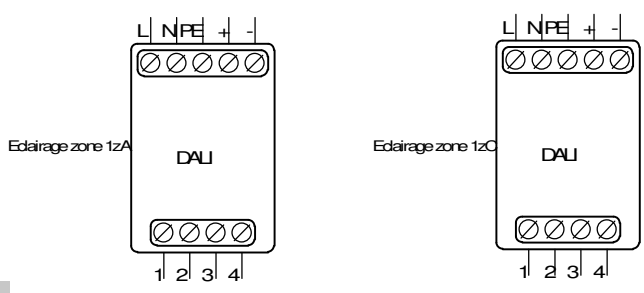 L N PE + -
Eclairage zone 1zA
DALI
1 2 3 4
L N PE + -
Eclairage zone 1zC
DALI
1 2 3 4